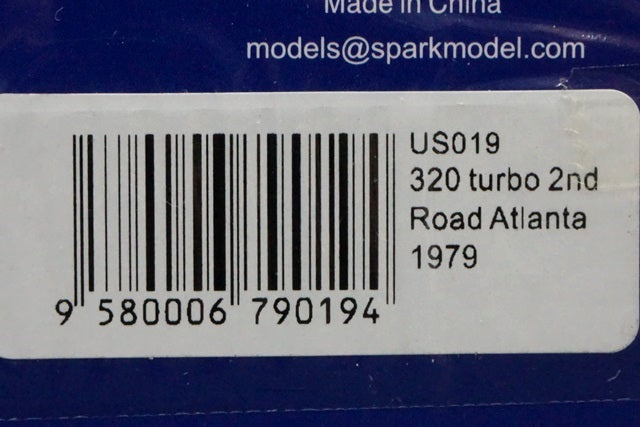 Made in China
models@sparkmodel.com
US019
320 turbo 2nd
Road Atlanta
1979
9 580006 790194